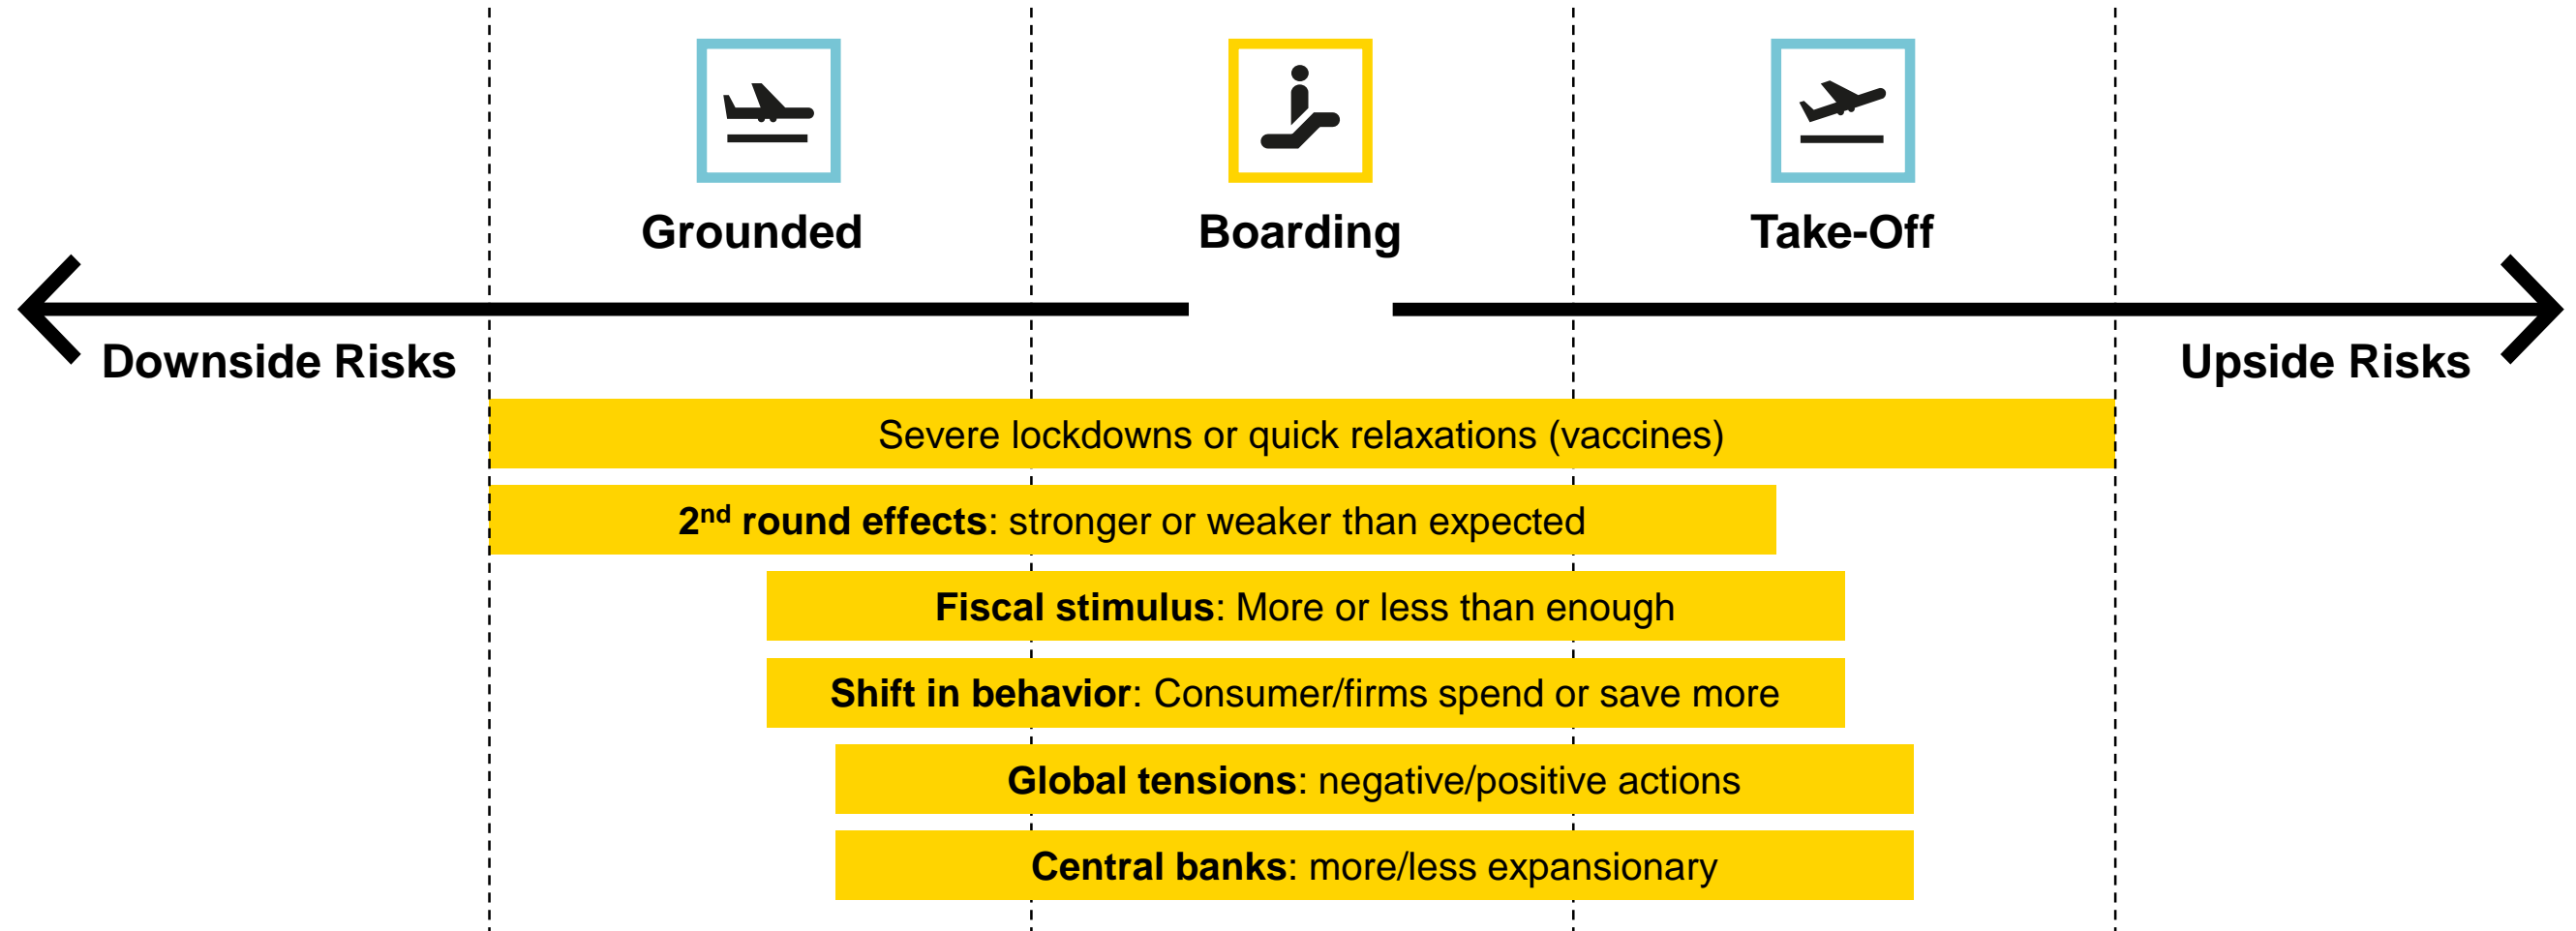 Grounded
Boarding
Take-Off
Downside Risks
Upside Risks
Severe lockdowns or quick relaxations (vaccines)
2nd round effects: stronger or weaker than expected
Fiscal stimulus: More or less than enough
Shift in behavior: Consumer/firms spend or save more
Global tensions: negative/positive actions
Central banks: more/less expansionary